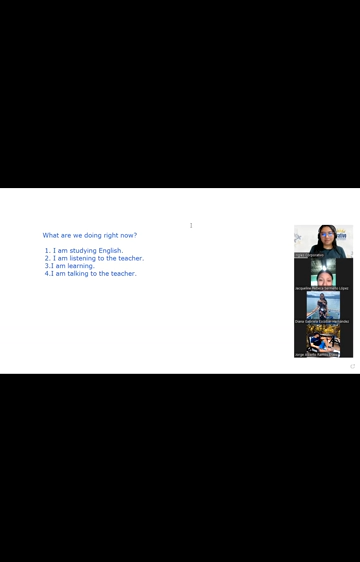 What are we doing right now?
1. I am studying English.
2. I am listening to the teacher.
3.I am learning.
4.I am talking to the teacher.